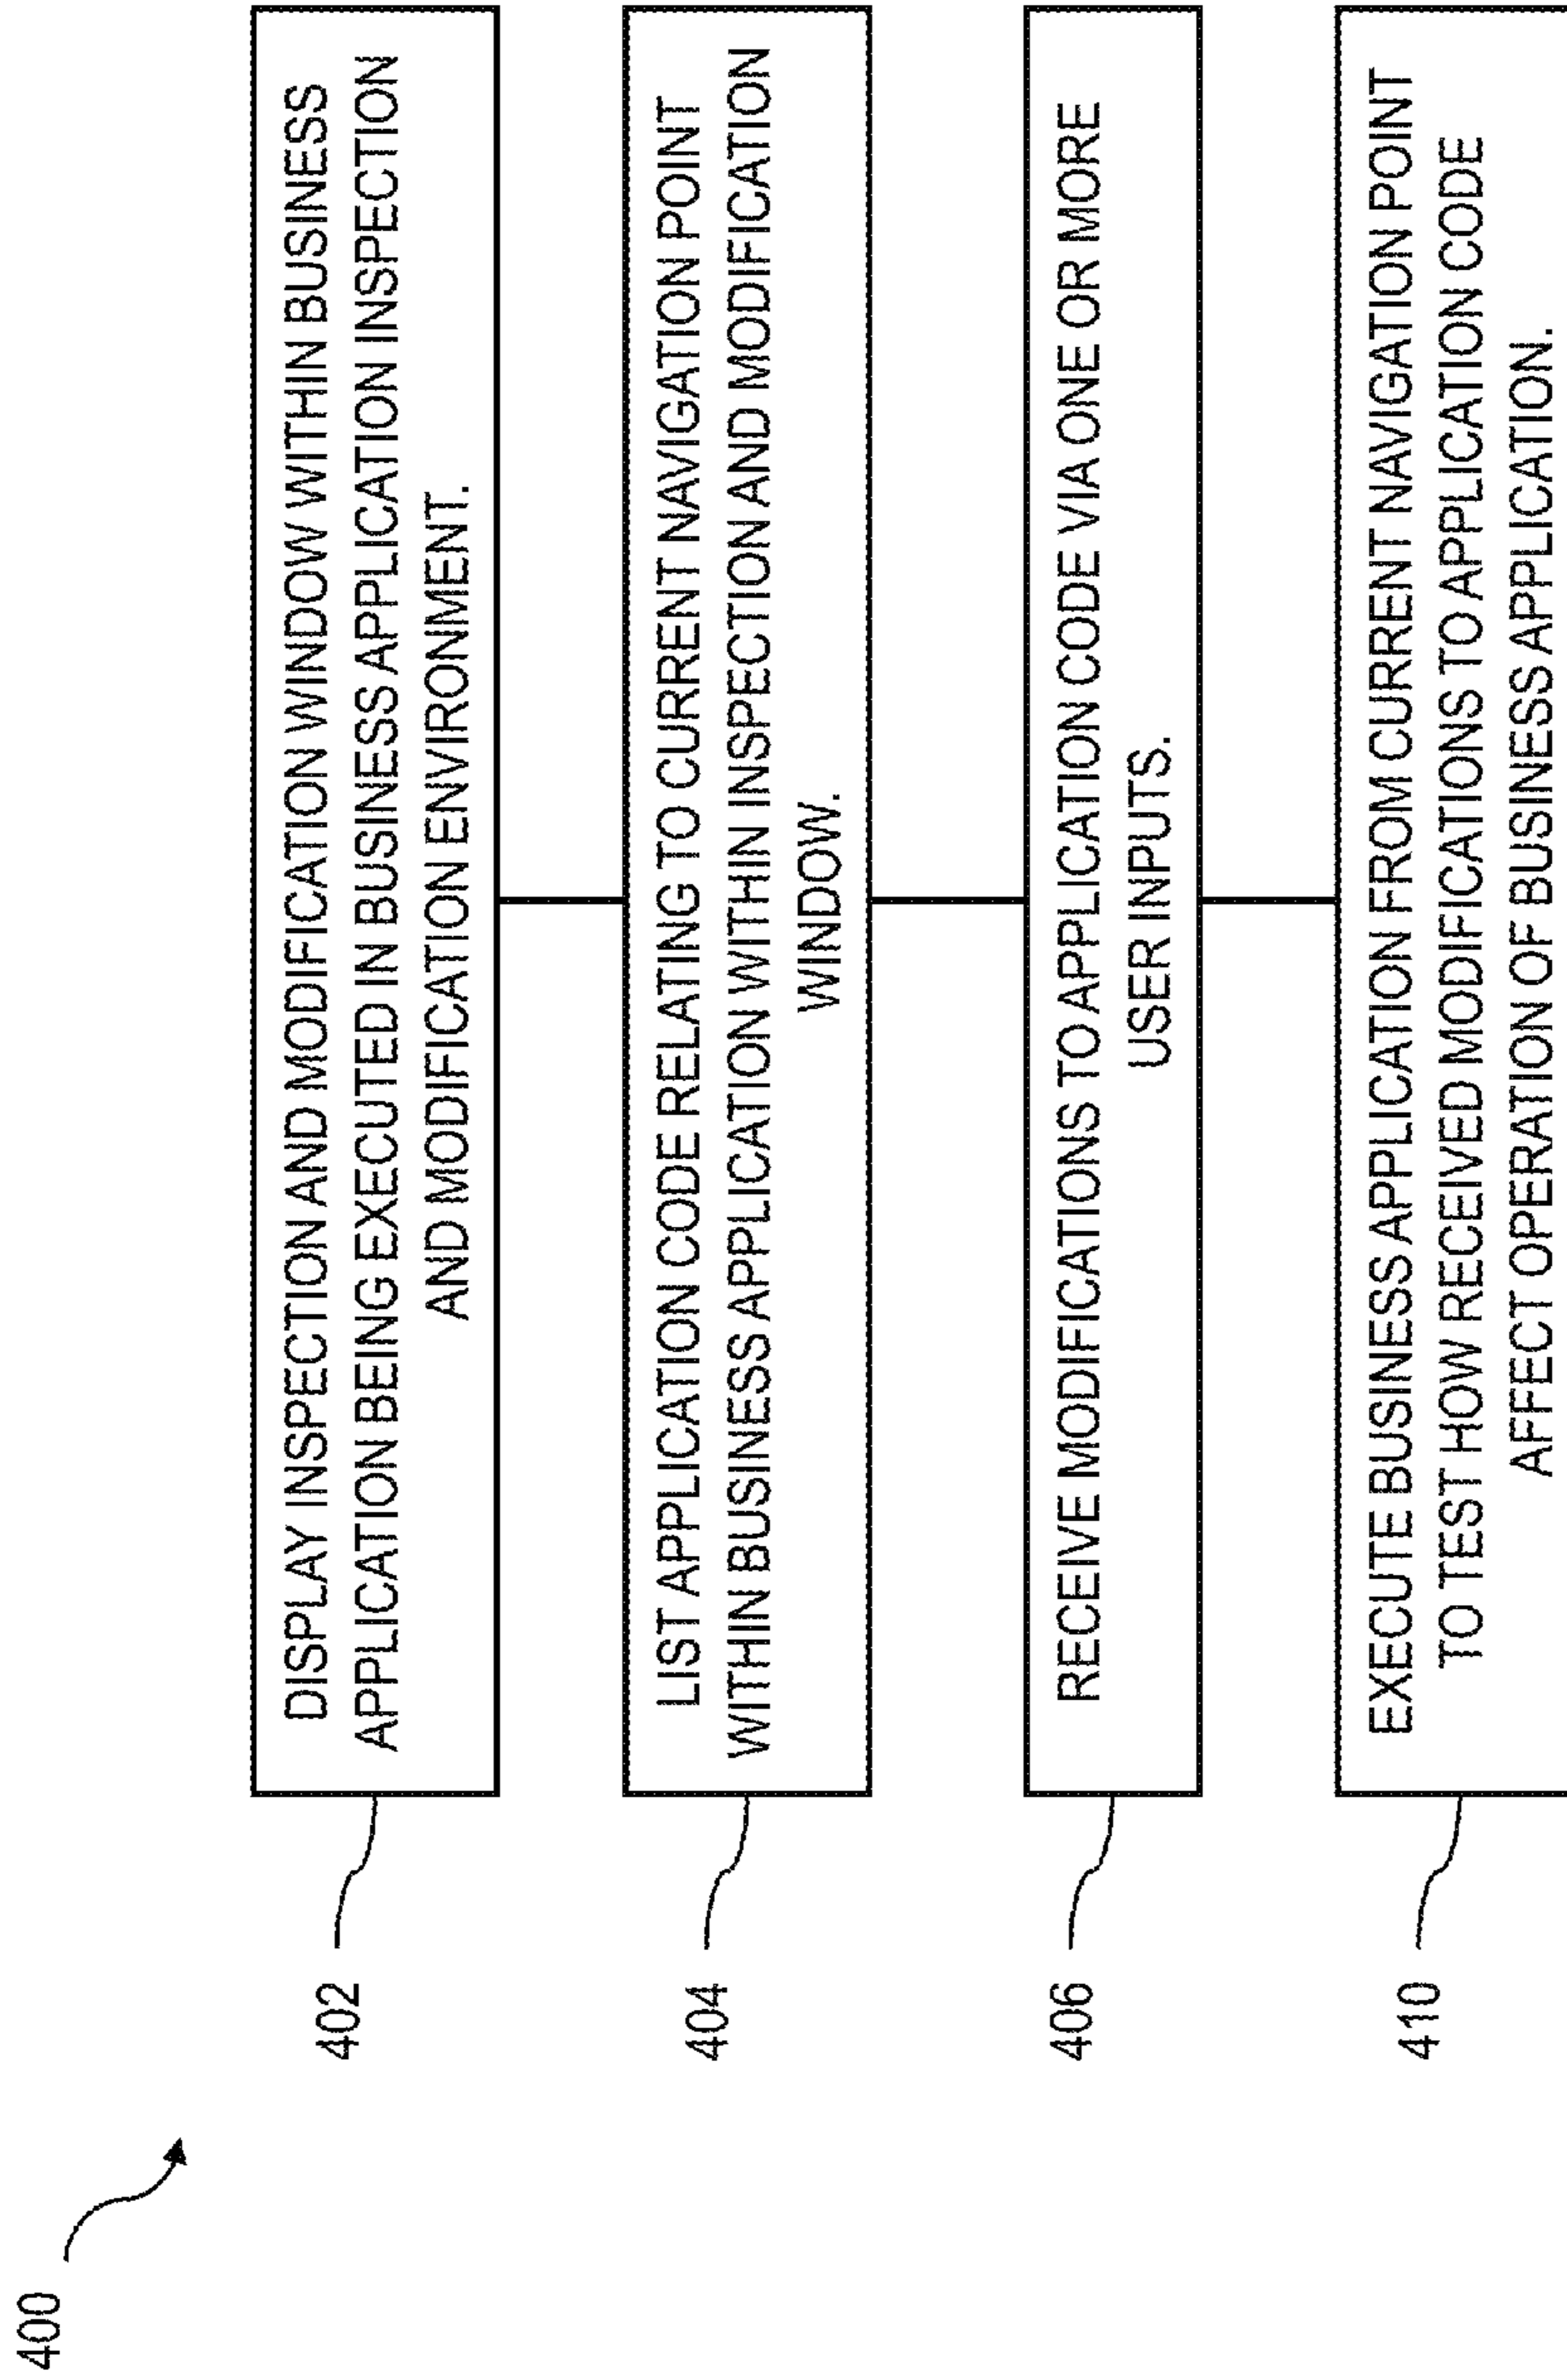 400
402
DISPLAY INSPECTION AND MODIFICATION WINDOW WITHIN BUSINESS
APPLICATION BEING EXECUTED IN BUSINESS APPLICATION INSPECTION
AND MODIFICATION ENVIRONMENT.
404
LIST APPLICATION CODE RELATING TO CURRENT NAVIGATION POINT
WITHIN BUSINESS APPLICATION WITHIN INSPECTION AND MODIFICATION
WINDOW.
406
RECEIVE MODIFICATIONS TO APPLICATION CODE VIA ONE OR MORE
USER INPUTS.
410
EXECUTE BUSINESS APPLICATION FROM CURRENT NAVIGATION POINT
TO TEST HOW RECEIVED MODIFICATIONS TO APPLICATION CODE
AFFECT OPERATION OF BUSINESS APPLICATION.